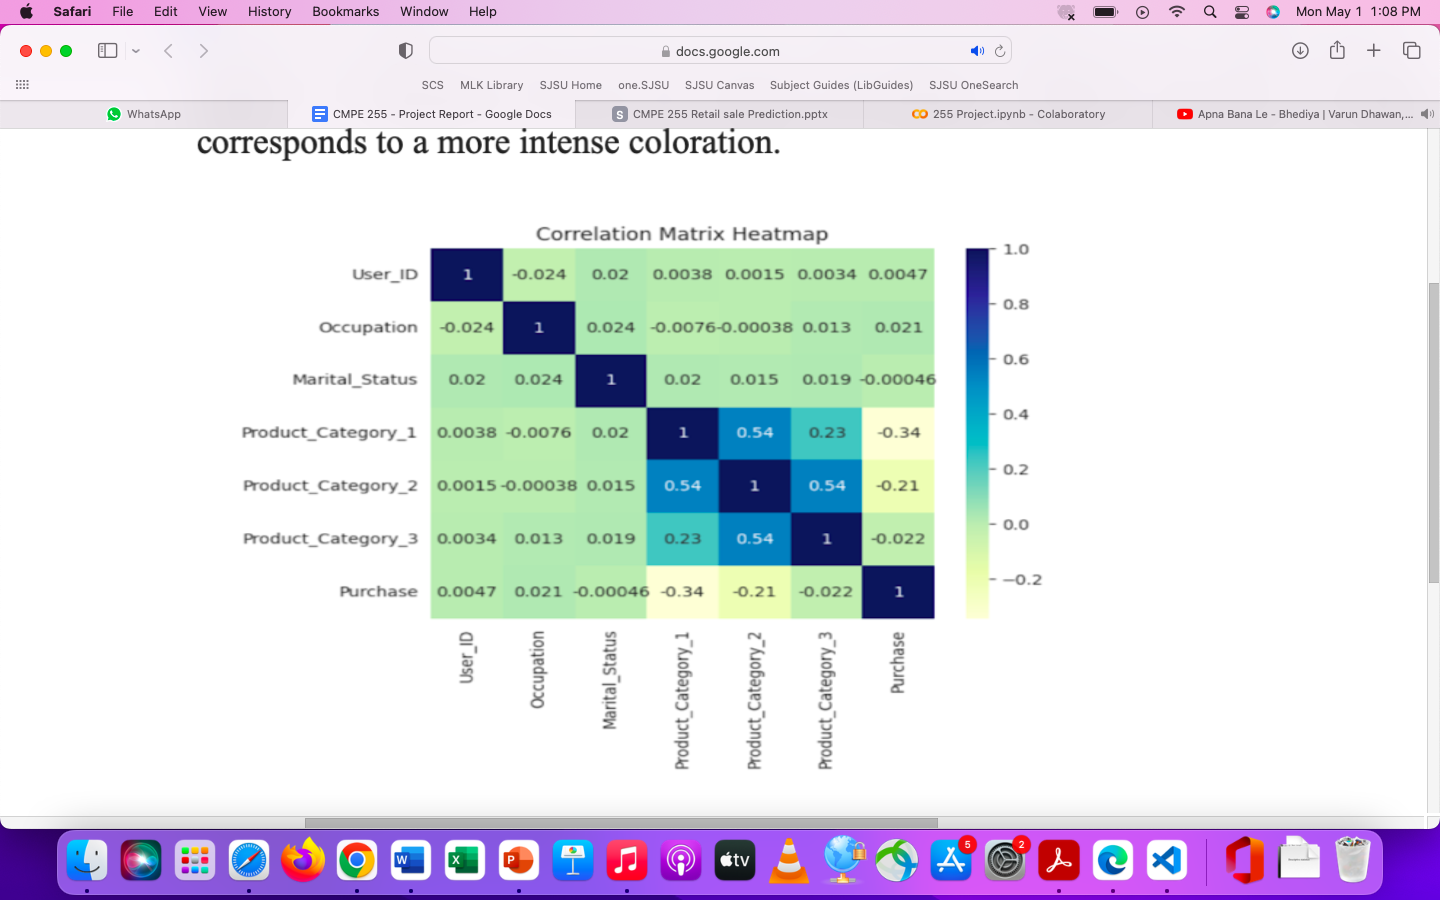 Safari File Edit View History Bookmarks Window Help Mon May 1 1:08 PM
docs.google.com
SCS MLK Library SJSU Home one.SJSU SJSU Canvas Subject Guides (LibGuides) SJSU OneSearch
WhatsApp CMPE 255 - Project Report - Google Docs S CMPE 255 Retail sale Prediction.pptx 255 Project.ipynb - Colaboratory Apna Bana Le - Bhediya | Varun Dhawan,...
corresponds to a more intense coloration.
Correlation Matrix Heatmap
User_ID 1 -0.024 0.02 0.0038 0.0015 0.0034 0.0047
Occupation -0.024 1 0.024 -0.0076 -0.00038 0.013 0.021
Marital_Status 0.02 0.024 1 0.02 0.015 0.019 -0.00046
Product_Category_1 0.0038 -0.0076 0.02 1 0.54 0.23 -0.34
Product_Category_2 0.0015 -0.00038 0.015 0.54 1 0.54 -0.21
Product_Category_3 0.0034 0.013 0.019 0.23 0.54 1 -0.022
Purchase 0.0047 0.021 -0.00046 -0.34 -0.21 -0.022 1
User_ID
Occupation
Marital_Status
Product_Category_1
Product_Category_2
Product_Category_3
Purchase
1.0
0.8
0.6
0.4
0.2
0.0
−0.2
W X P tv 5 2